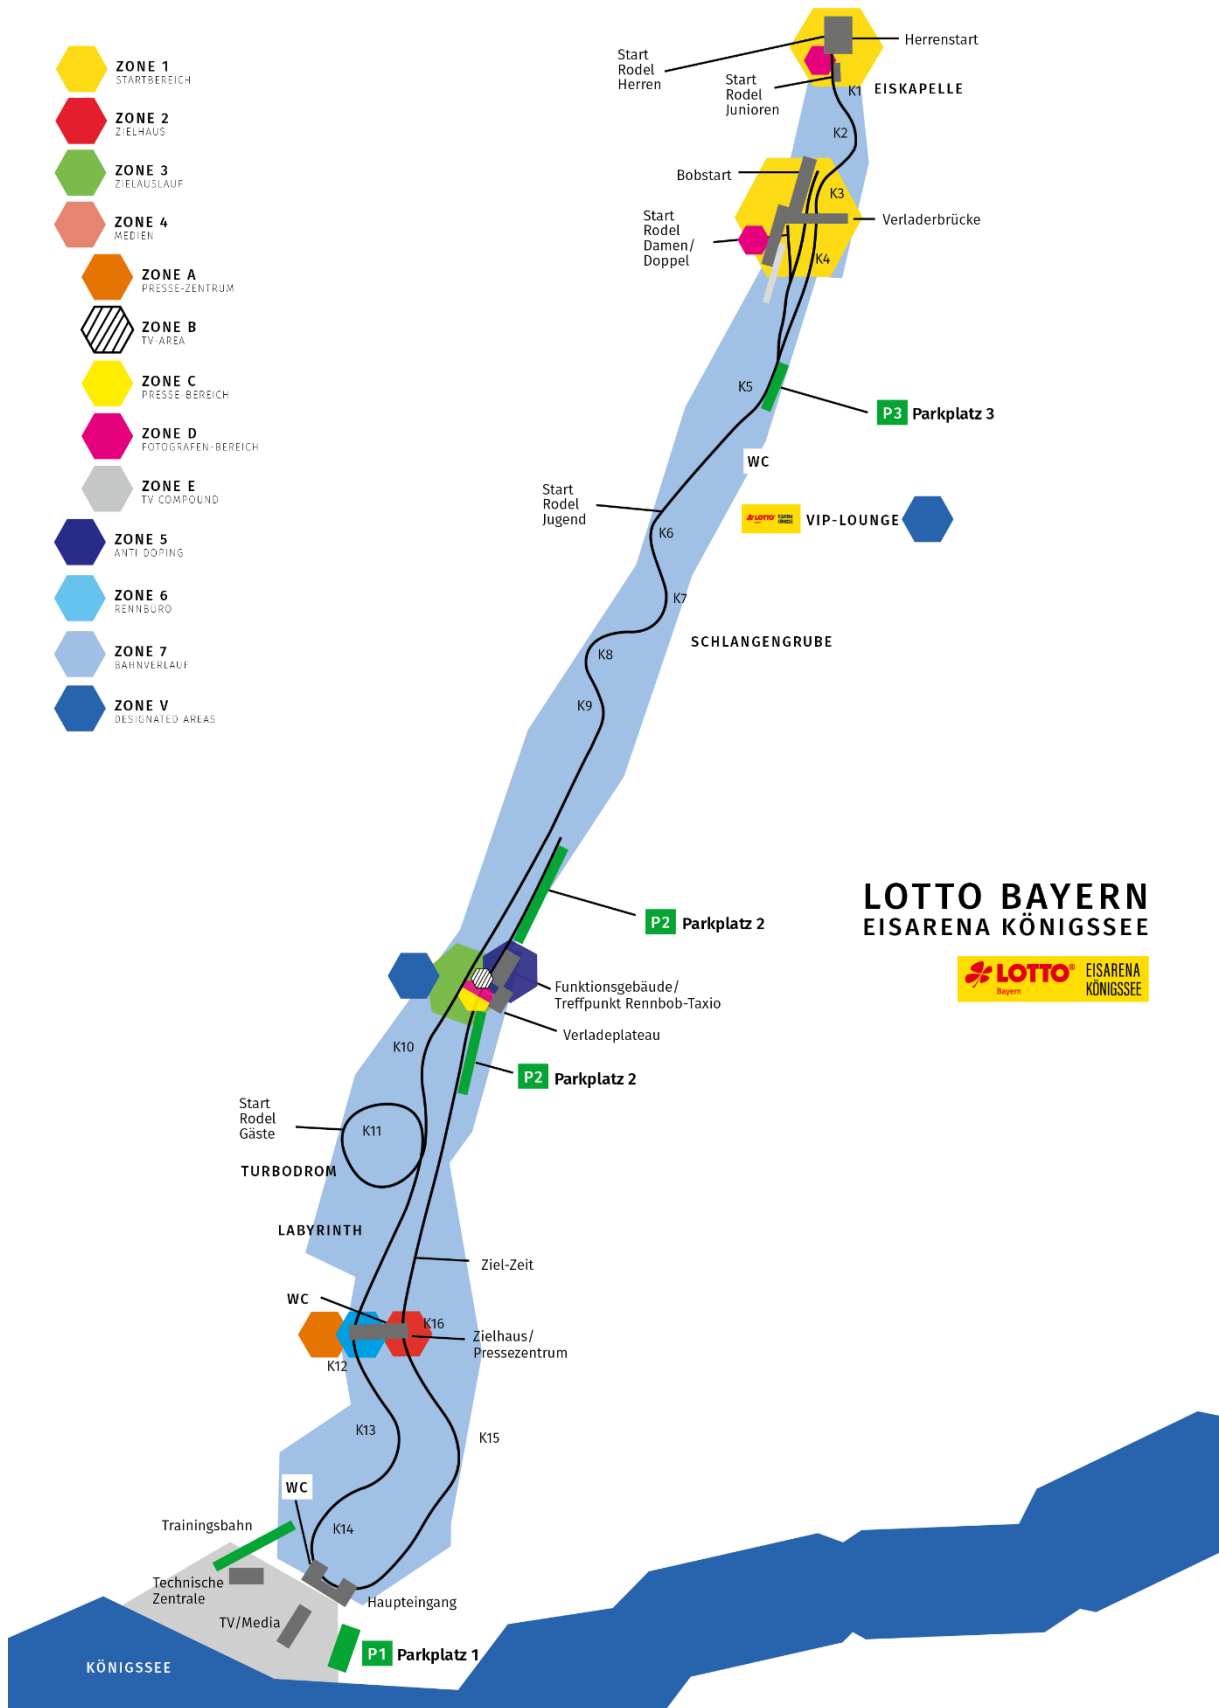 ZONE 1
STARTBEREICH
ZONE 2
ZIELHAUS
ZONE 3
ZIELAUSLAUF
ZONE 4
MEDIEN
ZONE A
PRESSE-ZENTRUM
ZONE B
TV-AREA
ZONE C
PRESSE-BEREICH
ZONE D
FOTOGRAFEN-BEREICH
ZONE E
TV COMPOUND
ZONE 5
ANTI DOPING
ZONE 6
RENNBÜRO
ZONE 7
BAHNVERLAUF
ZONE V
DESIGNATED AREAS
Start
Rodel
Herren
Herrenstart
Start
Rodel
Junioren
K1
EISKAPELLE
K2
Bobstart
K3
Start
Rodel
Damen/
Doppel
Verladerbrücke
K4
K5
P3 Parkplatz 3
WC
Start
Rodel
Jugend
LOTTO
Bayern
EISARENA
KÖNIGSSEE
VIP-LOUNGE
K6
K7
SCHLANGENGRUBE
K8
K9
LOTTO BAYERN
EISARENA KÖNIGSSEE
LOTTO®
Bayern
EISARENA
KÖNIGSSEE
P2 Parkplatz 2
Funktionsgebäude/
Treffpunkt Rennbob-Taxio
Verladeplateau
K10
P2 Parkplatz 2
Start
Rodel
Gäste
K11
TURBODROM
LABYRINTH
Ziel-Zeit
WC
K16
Zielhaus/
Pressezentrum
K12
K13
K15
WC
Trainingsbahn
K14
Technische
Zentrale
Haupteingang
TV/Media
P1 Parkplatz 1
KÖNIGSSEE